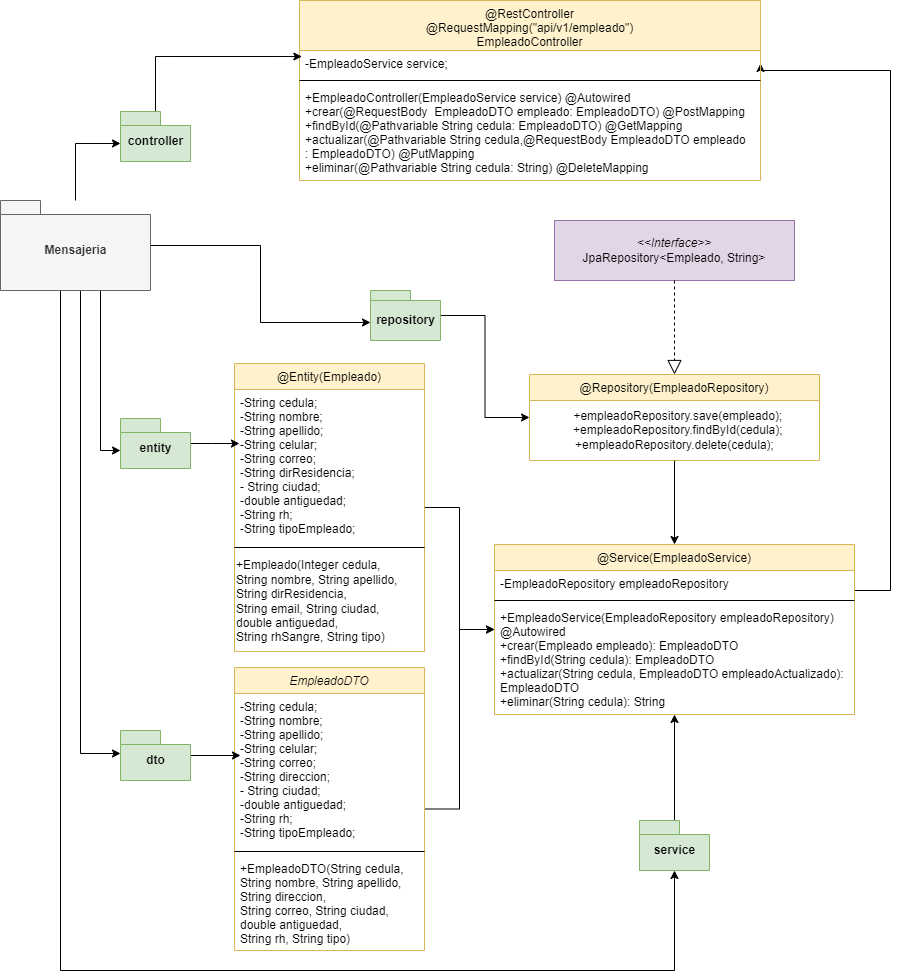 @RestController
@RequestMapping("api/v1/empleado")
EmpleadoController
-EmpleadoService service;
+EmpleadoController(EmpleadoService service) @Autowired
+crear(@RequestBody  EmpleadoDTO empleado: EmpleadoDTO) @PostMapping
+findById(@Pathvariable String cedula: EmpleadoDTO) @GetMapping
+actualizar(@Pathvariable String cedula,@RequestBody EmpleadoDTO empleado
: EmpleadoDTO) @PutMapping
+eliminar(@Pathvariable String cedula: String) @DeleteMapping
controller
Mensajeria
<<Interface>>
JpaRepository<Empleado, String>
repository
@Repository(EmpleadoRepository)
+empleadoRepository.save(empleado);
+empleadoRepository.findById(cedula);
+empleadoRepository.delete(cedula);
@Entity(Empleado)
-String cedula;
-String nombre;
-String apellido;
-String celular;
-String correo;
-String dirResidencia;
- String ciudad;
-double antiguedad;
-String rh;
-String tipoEmpleado;
+Empleado(Integer cedula,
String nombre, String apellido,
String dirResidencia,
String email, String ciudad,
double antiguedad,
String rhSangre, String tipo)
entity
@Service(EmpleadoService)
-EmpleadoRepository empleadoRepository
+EmpleadoService(EmpleadoRepository empleadoRepository)
@Autowired
+crear(Empleado empleado): EmpleadoDTO
+findById(String cedula): EmpleadoDTO
+actualizar(String cedula, EmpleadoDTO empleadoActualizado):
EmpleadoDTO
+eliminar(String cedula): String
EmpleadoDTO
-String cedula;
-String nombre;
-String apellido;
-String celular;
-String correo;
-String direccion;
- String ciudad;
-double antiguedad;
-String rh;
-String tipoEmpleado;
+EmpleadoDTO(String cedula,
String nombre, String apellido,
String direccion,
String correo, String ciudad,
double antiguedad,
String rh, String tipo)
dto
service